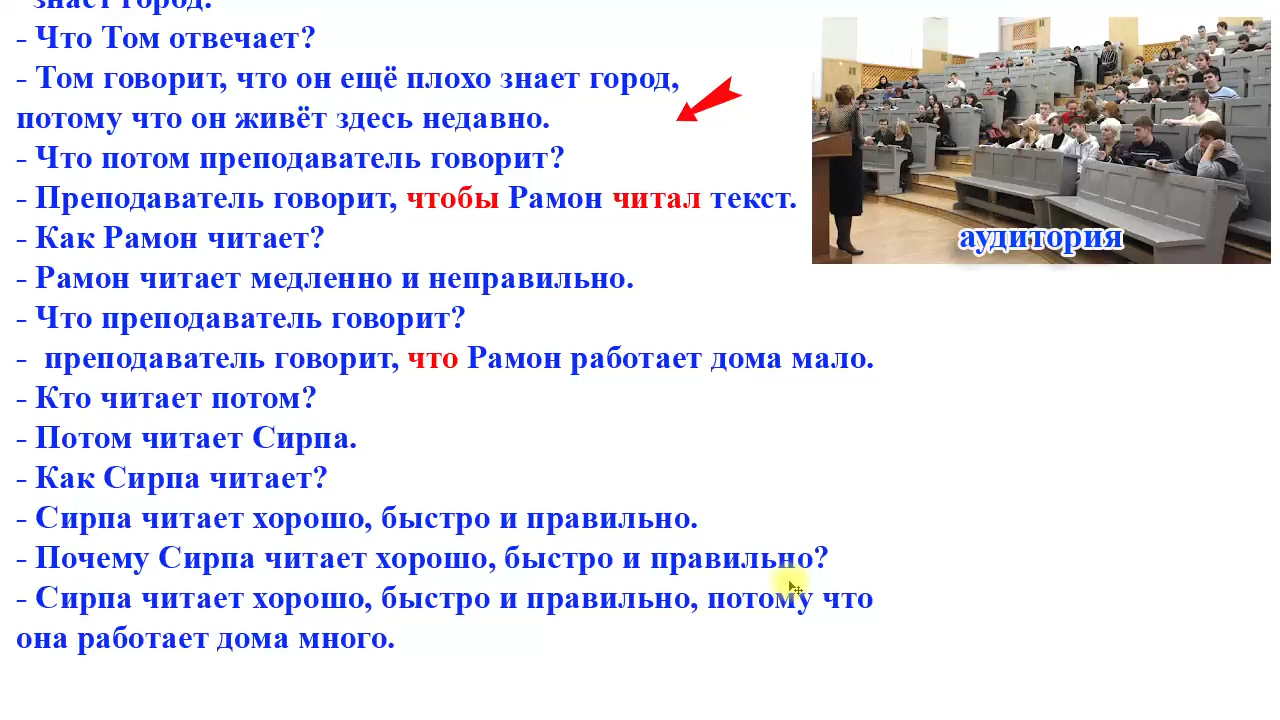 знает город.
- Что Том отвечает?
- Том говорит, что он ещё плохо знает город,
потому что он живёт здесь недавно.
- Что потом преподаватель говорит?
- Преподаватель говорит, чтобы Рамон читал текст.
- Как Рамон читает?
- Рамон читает медленно и неправильно.
- Что преподаватель говорит?
- преподаватель говорит, что Рамон работает дома мало.
- Кто читает потом?
- Потом читает Сирпа.
- Как Сирпа читает?
- Сирпа читает хорошо, быстро и правильно.
- Почему Сирпа читает хорошо, быстро и правильно?
- Сирпа читает хорошо, быстро и правильно, потому что
она работает дома много.
аудитория